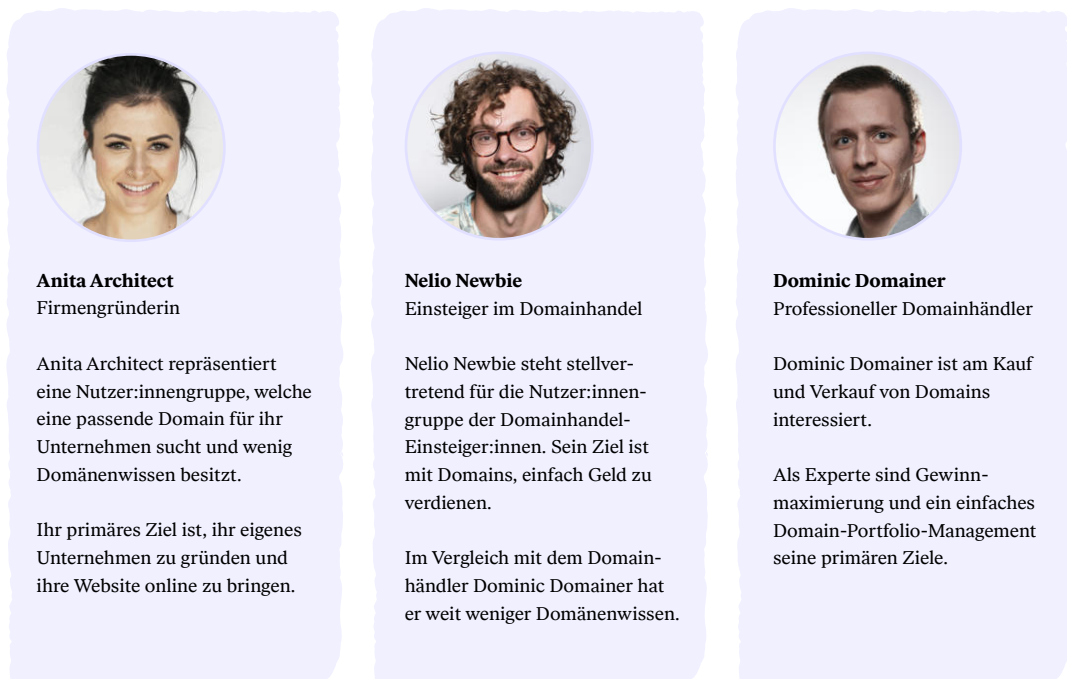 Anita Architect
Firmengründerin
Anita Architect repräsentiert
eine Nutzer:innengruppe, welche
eine passende Domain für ihr
Unternehmen sucht und wenig
Domänenwissen besitzt.
Ihr primäres Ziel ist, ihr eigenes
Unternehmen zu gründen und
ihre Website online zu bringen.
Nelio Newbie
Einsteiger im Domainhandel
Nelio Newbie steht stellver-
tretend für die Nutzer:innen-
gruppe der Domainhandel-
Einsteiger:innen. Sein Ziel ist
mit Domains, einfach Geld zu
verdienen.
Im Vergleich mit dem Domain-
händler Dominic Domainer hat
er weit weniger Domänenwissen.
Dominic Domainer
Professioneller Domainhändler
Dominic Domainer ist am Kauf
und Verkauf von Domains
interessiert.
Als Experte sind Gewinn-
maximierung und ein einfaches
Domain-Portfolio-Management
seine primären Ziele.